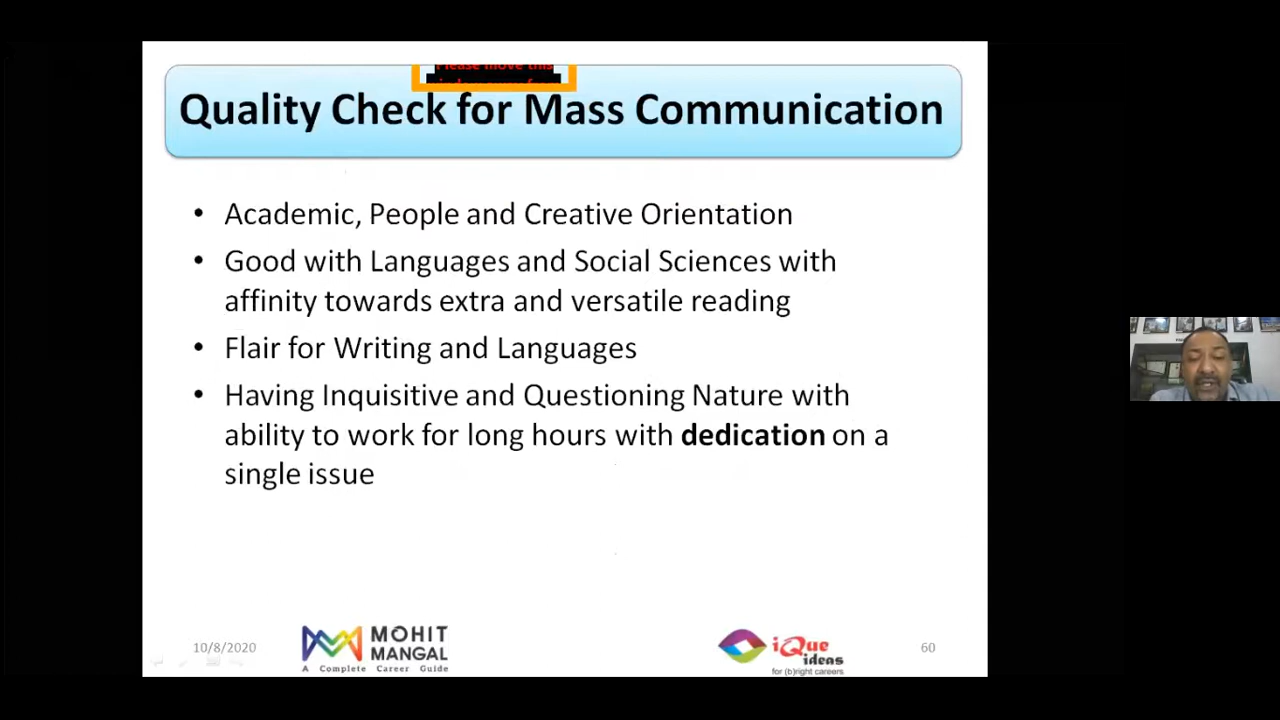 Please move this
Quality Check for Mass Communication
• Academic, People and Creative Orientation
• Good with Languages and Social Sciences with
affinity towards extra and versatile reading
• Flair for Writing and Languages
• Having Inquisitive and Questioning Nature with
ability to work for long hours with dedication on a
single issue
10/8/2020
MOHIT
MANGAL
A Complete Career Guide
iQue
ideas
for (b)right careers
60